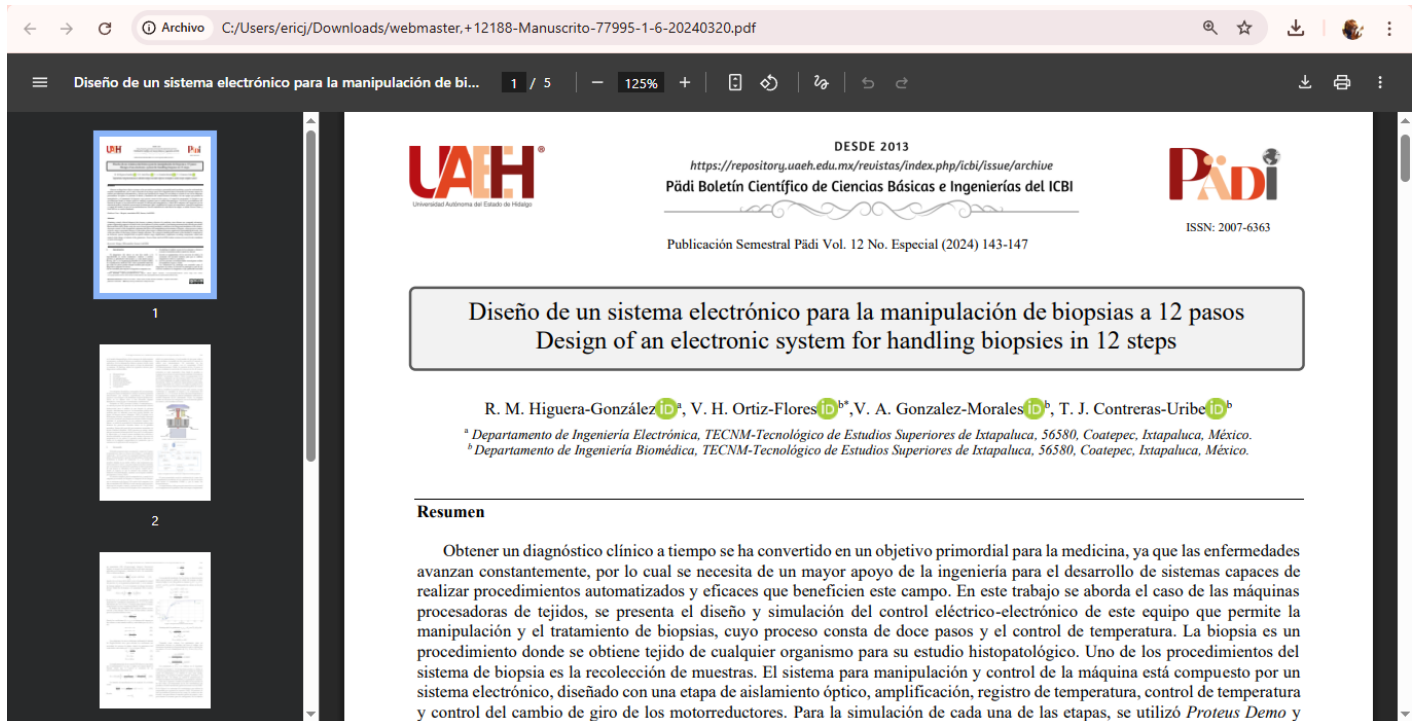 Archivo C:/Users/ericj/Downloads/webmaster,+12188-Manuscrito-77995-1-6-20240320.pdf
Diseño de un sistema electrónico para la manipulación de bi... 1 / 5 125%
1
2
UAEH®
Universidad Autónoma del Estado de Hidalgo
DESDE 2013
https://repository.uaeh.edu.mx/revistas/index.php/icbi/issue/archive
Pädi Boletín Científico de Ciencias Básicas e Ingenierías del ICBI
Publicación Semestral Pädi Vol. 12 No. Especial (2024) 143-147
PÄDI
ISSN: 2007-6363
Diseño de un sistema electrónico para la manipulación de biopsias a 12 pasos
Design of an electronic system for handling biopsies in 12 steps
R. M. Higuera-González iD a, V. H. Ortiz-Flores iD b*,V. A. Gonzalez-Morales iD b, T. J. Contreras-Uribe iD b
a Departamento de Ingeniería Electrónica, TECNM-Tecnológico de Estudios Superiores de Ixtapaluca, 56580, Coatepec, Ixtapaluca, México.
b Departamento de Ingeniería Biomédica, TECNM-Tecnológico de Estudios Superiores de Ixtapaluca, 56580, Coatepec, Ixtapaluca, México.
Resumen
Obtener un diagnóstico clínico a tiempo se ha convertido en un objetivo primordial para la medicina, ya que las enfermedades
avanzan constantemente, por lo cual se necesita de un mayor apoyo de la ingeniería para el desarrollo de sistemas capaces de
realizar procedimientos automatizados y eficaces que beneficien este campo. En este trabajo se aborda el caso de las máquinas
procesadoras de tejidos, se presenta el diseño y simulación del control eléctrico-electrónico de este equipo que permite la
manipulación y el tratamiento de biopsias, cuyo proceso consta de doce pasos y el control de temperatura. La biopsia es un
procedimiento donde se obtiene tejido de cualquier organismo para su estudio histopatológico. Uno de los procedimientos del
sistema de biopsia es la recolección de muestras. El sistema para manipulación y control de la máquina está compuesto por un
sistema electrónico, diseñado con una etapa de aislamiento óptico, amplificación, registro de temperatura, control de temperatura
y control del cambio de giro de los motorreductores. Para la simulación de cada una de las etapas, se utilizó Proteus Demo y